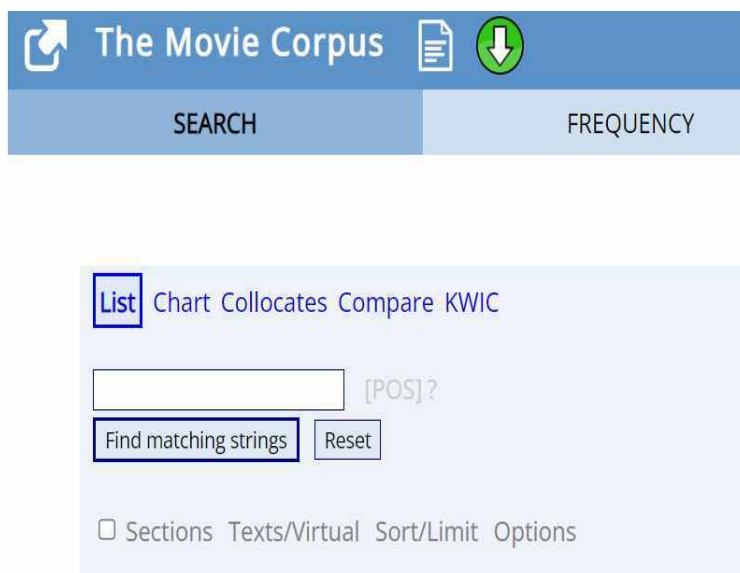 The Movie Corpus
SEARCH FREQUENCY
List Chart Collocates Compare KWIC
[POS] ?
Find matching strings Reset
Sections Texts/Virtual Sort/Limit Options